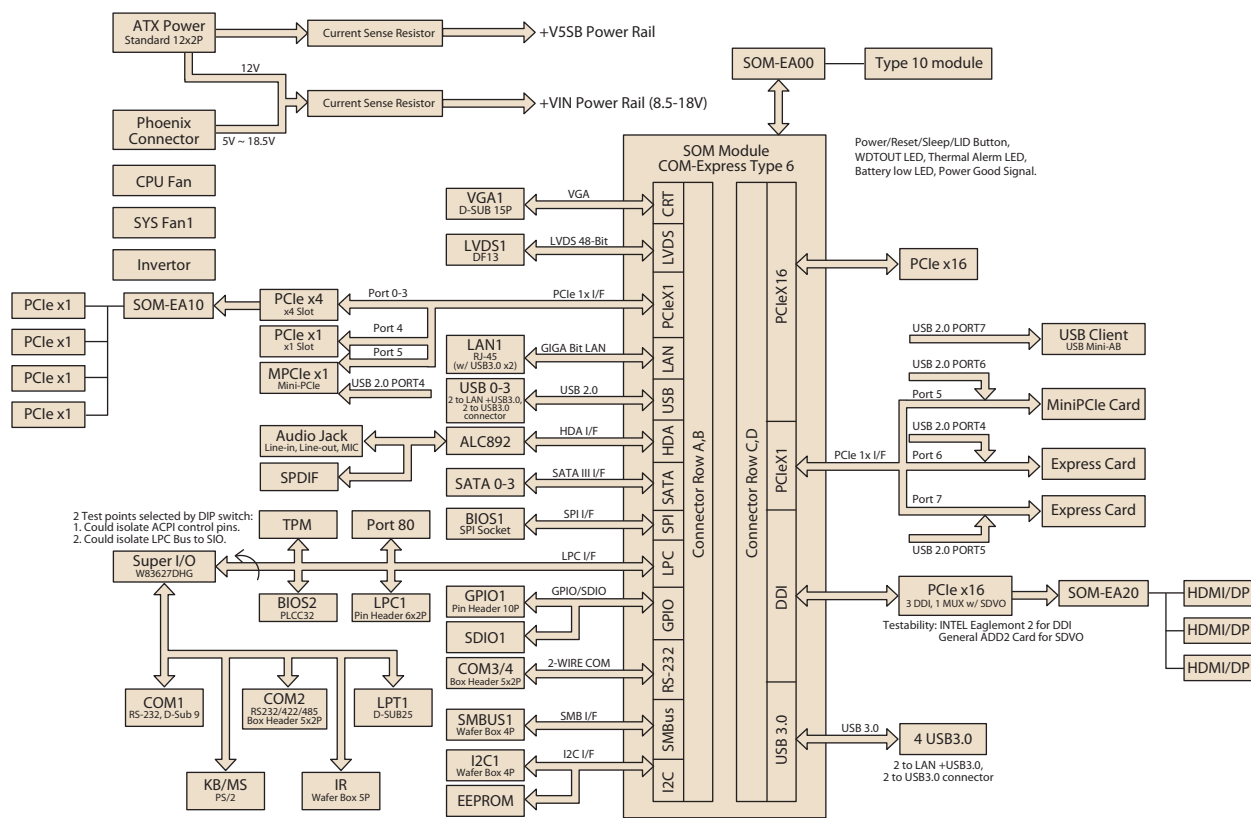 ATX Power
Standard 12x2P
Current Sense Resistor
+V5SB Power Rail
12V
Current Sense Resistor
+VIN Power Rail (8.5-18V)
Phoenix
Connector
5V ~ 18.5V
CPU Fan
SYS Fan1
Invertor
SOM-EA00
Type 10 module
Power/Reset/Sleep/LID Button,
WDTOUT LED, Thermal Alerm LED,
Battery low LED, Power Good Signal.
SOM Module
COM-Express Type 6
VGA1
D-SUB 15P
VGA
CRT
LVDS1
DF13
LVDS 48-Bit
LVDS
PCIe x1
PCIe x1
PCIe x1
PCIe x1
SOM-EA10
PCIe x4
x4 Slot
Port 0-3
PCIe 1x I/F
PCIeX1
PCIe x1
x1 Slot
Port 4
MPCIe x1
Mini-PCIe
Port 5
USB 2.0 PORT4
LAN1
RJ-45
(w/ USB3.0 x2)
GIGA Bit LAN
LAN
USB 0-3
2 to LAN +USB3.0,
2 to USB3.0
connector
USB 2.0
USB
Audio Jack
Line-in, Line-out, MIC
SPDIF
ALC892
HDA I/F
HDA
SATA 0-3
SATA III I/F
SATA
BIOS1
SPI Socket
SPI I/F
SPI
2 Test points selected by DIP switch:
1. Could isolate ACPI control pins.
2. Could isolate LPC Bus to SIO.
TPM
Port 80
Super I/O
W83627DHG
LPC I/F
LPC
BIOS2
PLCC32
LPC1
Pin Header 6x2P
GPIO1
Pin Header 10P
GPIO/SDIO
GPIO
SDIO1
COM3/4
Box Header 5x2P
2-WIRE COM
RS-232
COM1
RS-232, D-Sub 9
COM2
RS232/422/485
Box Header 5x2P
LPT1
D-SUB25
KB/MS
PS/2
IR
Wafer Box 5P
SMBUS1
Wafer Box 4P
SMB I/F
SMBus
I2C1
Wafer Box 4P
I2C I/F
I2C
EEPROM
Connector Row A,B
Connector Row C,D
PCIeX16
PCIe x16
USB 2.0 PORT7
USB Client
USB Mini-AB
USB 2.0 PORT6
Port 5
MiniPCIe Card
USB 2.0 PORT4
PCIeX1
PCIe 1x I/F
Port 6
Express Card
Port 7
Express Card
USB 2.0 PORT5
DDI
PCIe x16
3 DDI, 1 MUX w/ SDVO
SOM-EA20
HDMI/DP
HDMI/DP
HDMI/DP
Testability: INTEL Eaglemont 2 for DDI
General ADD2 Card for SDVO
USB 3.0
USB 3.0
4 USB3.0
2 to LAN +USB3.0,
2 to USB3.0 connector